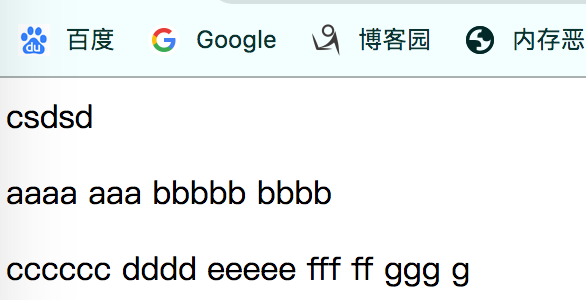 百度 Google 博客园 内存恶
csdsd
aaaa aaa bbbbb bbbb
cccccc dddd eeeee fff ff ggg g